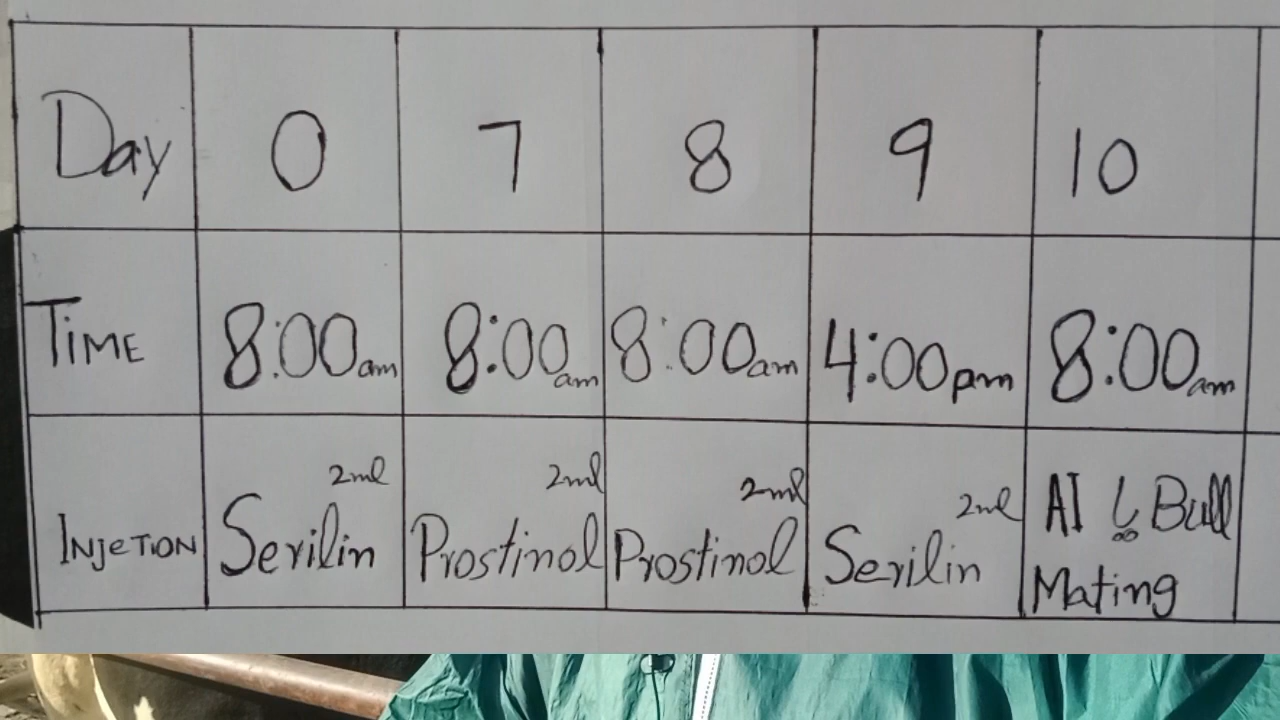 Day 0 7 8 9 10
TIME 8:00am 8:00am 8:00am 4:00pm 8:00am
INJETION Serilin 2ml Prostinol 2ml Prostinol 2ml Serilin 2ml AI یا Bull
Mating